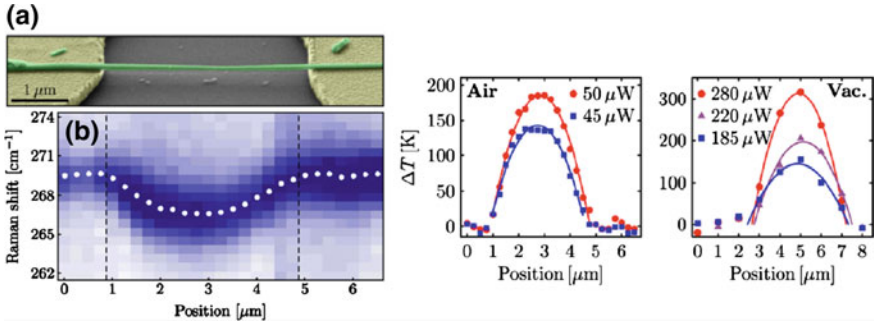 (a)
1 μm
(b)
274
271
268
265
262
Raman shift [cm⁻¹]
0 1 2 3 4 5 6
Position [μm]
Air
50 μW
45 μW
200
150
100
50
0
ΔT [K]
0 1 2 3 4 5 6
Position [μm]
Vac.
280 μW
220 μW
185 μW
300
200
100
0
0 1 2 3 4 5 6 7 8
Position [μm]